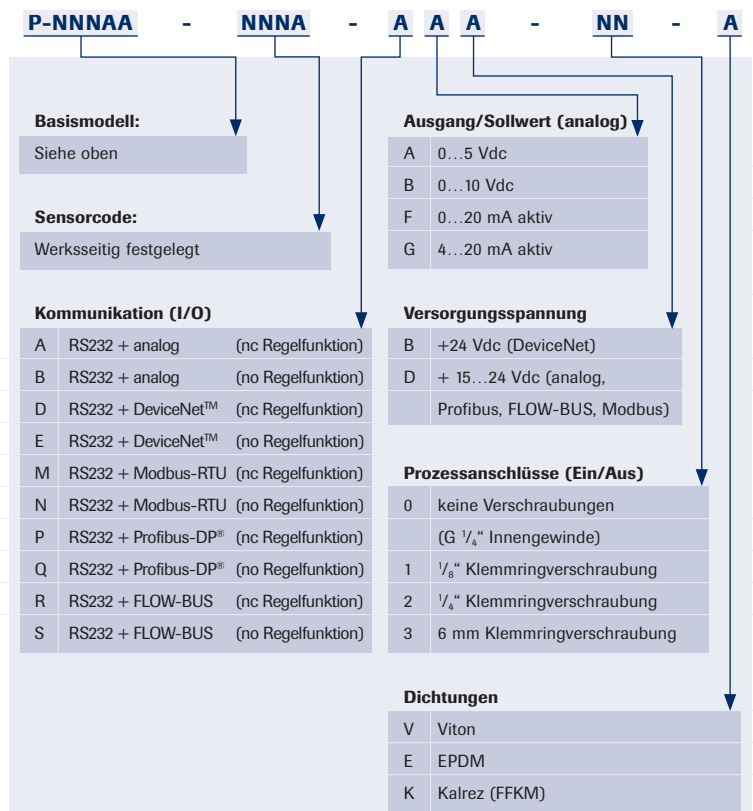 P-NNNAA - NNNA - A A A - NN - A
Basismodell:
Siehe oben
Sensorcode:
Werksseitig festgelegt
Kommunikation (I/O)
A RS232 + analog (nc Regelfunktion)
B RS232 + analog (no Regelfunktion)
D RS232 + DeviceNet™ (nc Regelfunktion)
E RS232 + DeviceNet™ (no Regelfunktion)
M RS232 + Modbus-RTU (nc Regelfunktion)
N RS232 + Modbus-RTU (no Regelfunktion)
P RS232 + Profibus-DP® (nc Regelfunktion)
Q RS232 + Profibus-DP® (no Regelfunktion)
R RS232 + FLOW-BUS (nc Regelfunktion)
S RS232 + FLOW-BUS (no Regelfunktion)
Ausgang/Sollwert (analog)
A 0…5 Vdc
B 0…10 Vdc
F 0…20 mA aktiv
G 4…20 mA aktiv
Versorgungsspannung
B +24 Vdc (DeviceNet)
D + 15…24 Vdc (analog,
Profibus, FLOW-BUS, Modbus)
Prozessanschlüsse (Ein/Aus)
0 keine Verschraubungen
(G 1/4“ Innengewinde)
1 1/8“ Klemmringverschraubung
2 1/4“ Klemmringverschraubung
3 6 mm Klemmringverschraubung
Dichtungen
V Viton
E EPDM
K Kalrez (FFKM)